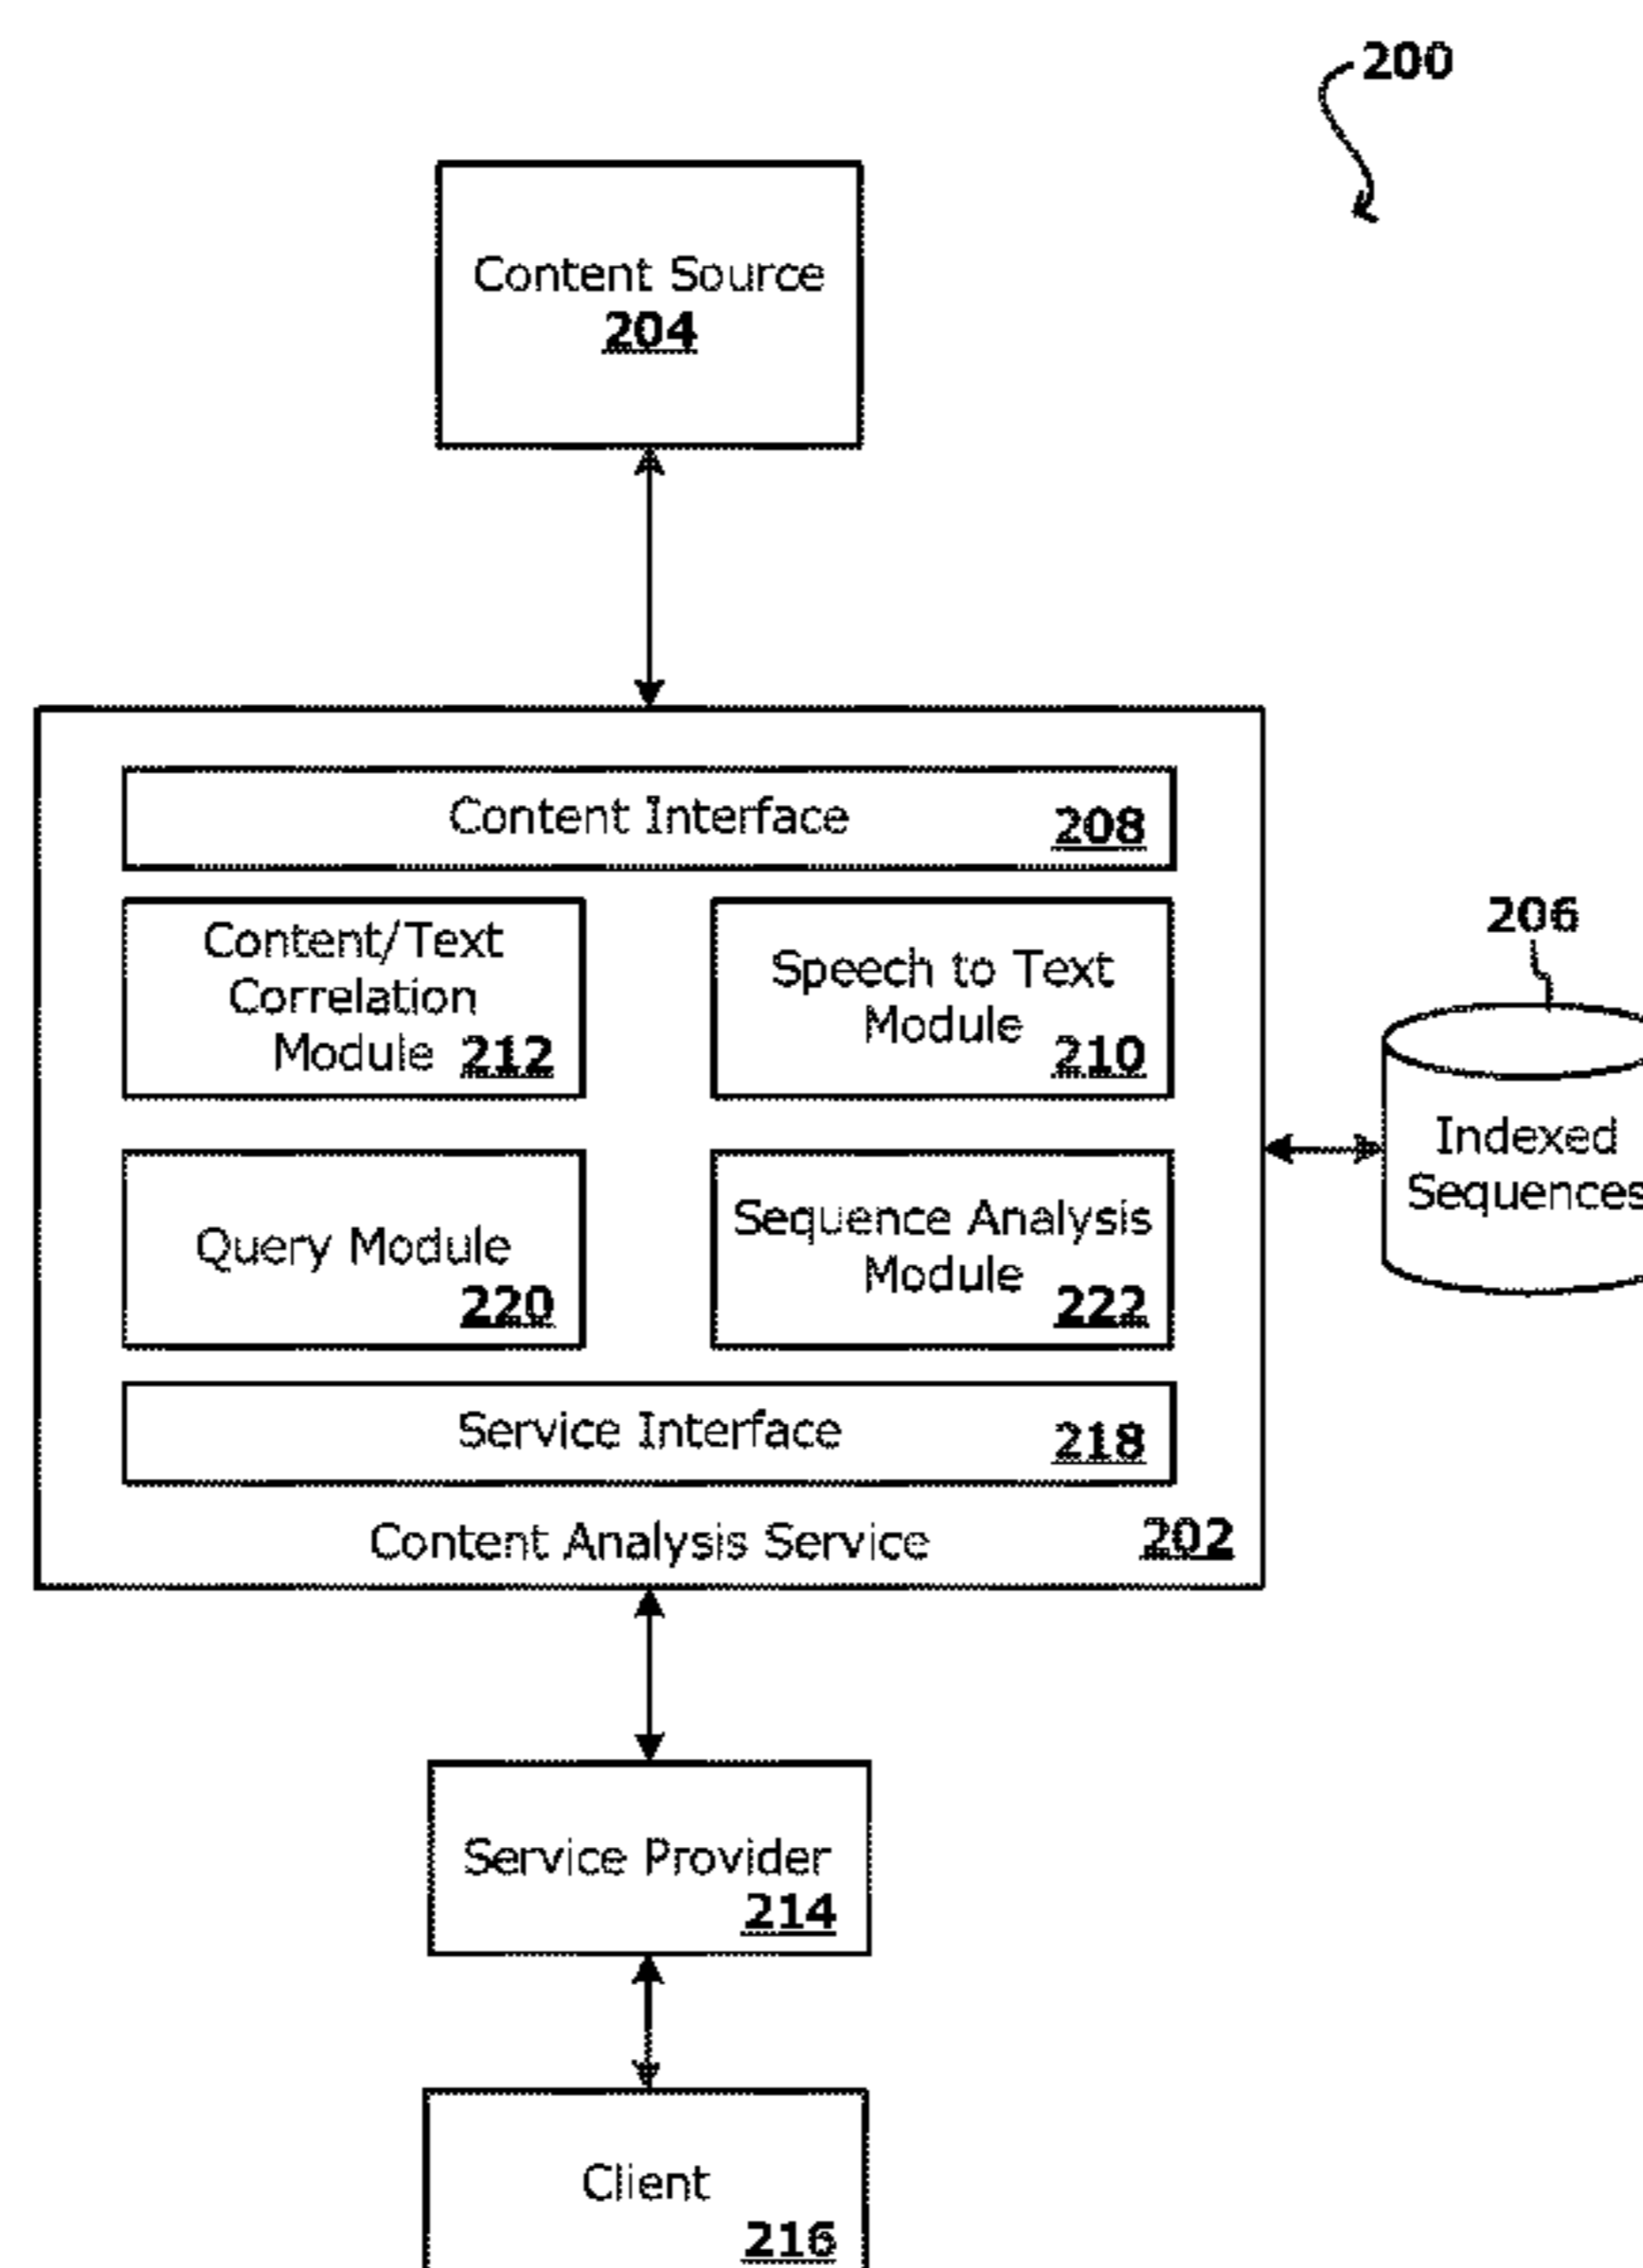 200
Content Source
204
Content Interface 208
Content/Text
Correlation
Module 212
Speech to Text
Module 210
206
Indexed
Sequences
Query Module
220
Sequence Analysis
Module 222
Service Interface 218
Content Analysis Service 202
Service Provider
214
Client
216